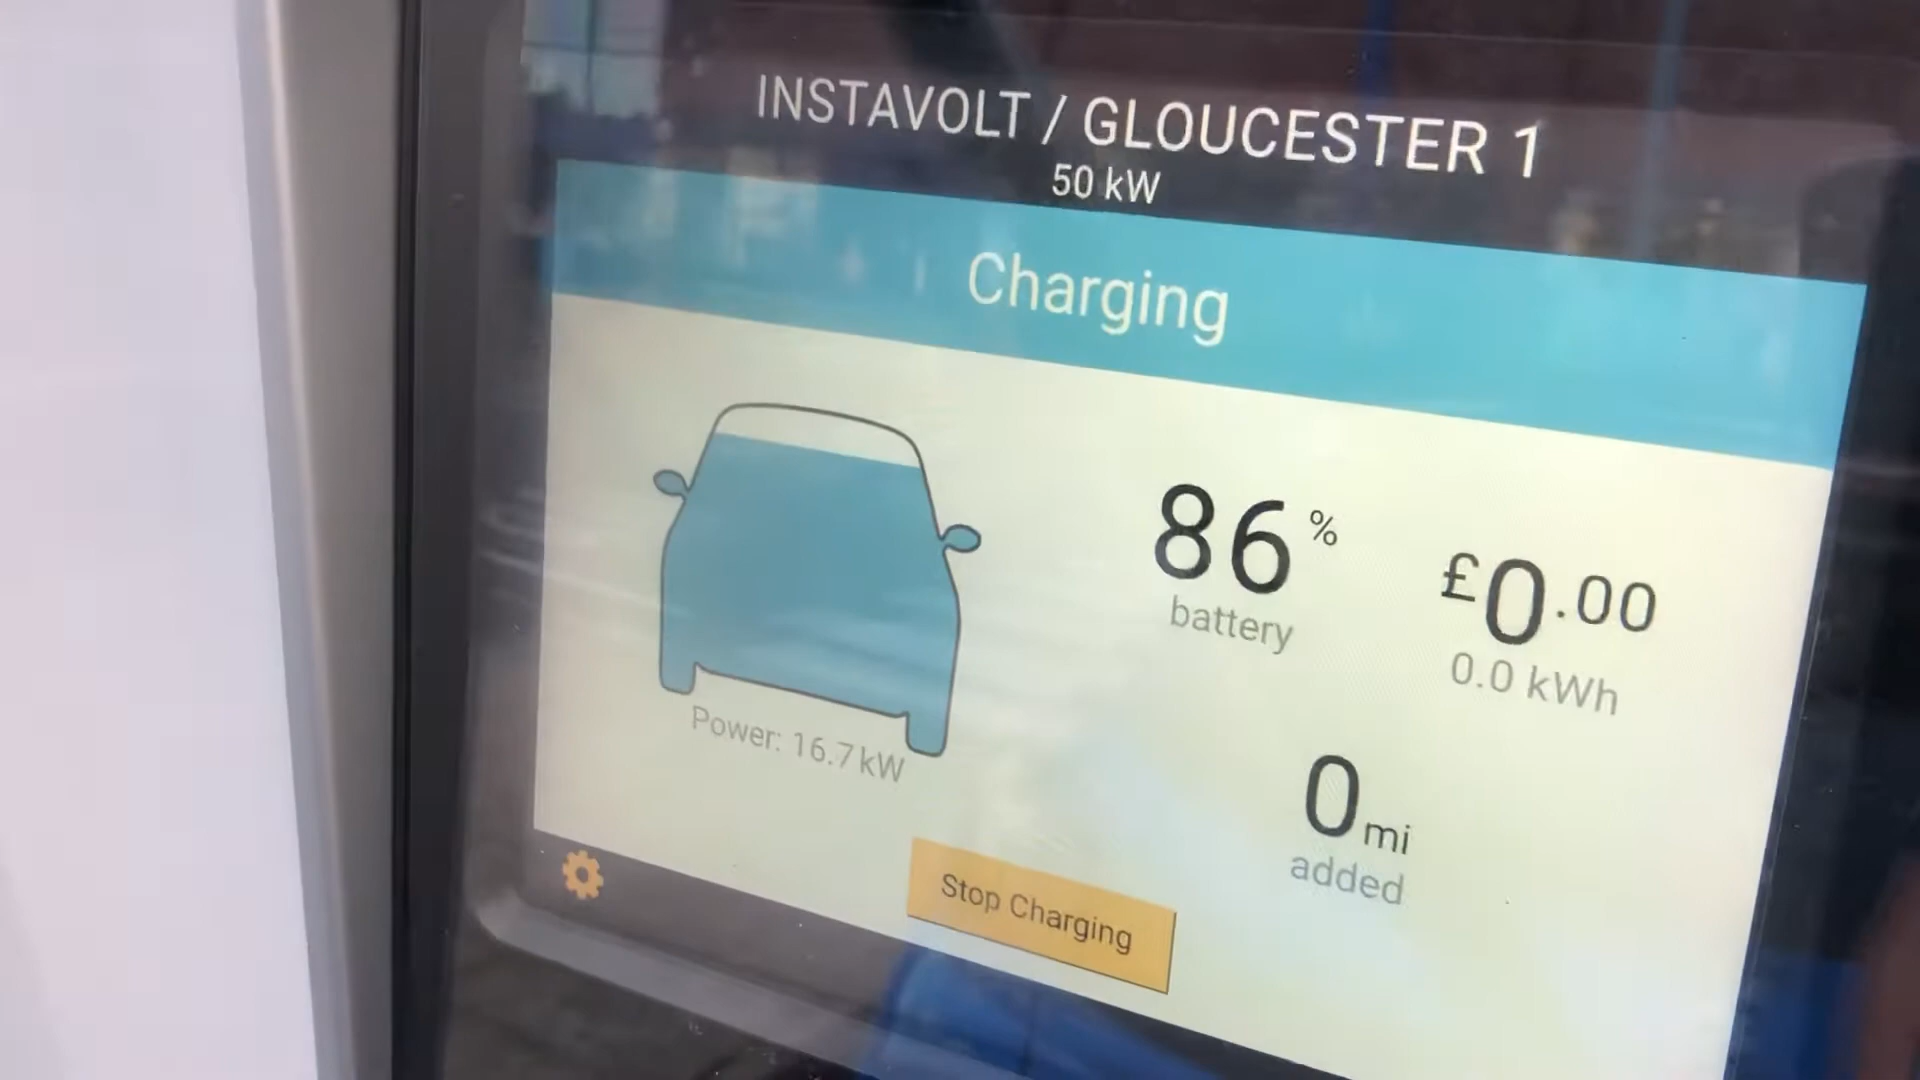 INSTAVOLT / GLOUCESTER 1
50 kW
Charging
86 %
battery
£0.00
0.0 kWh
Power: 16.7 kW
0 mi
added
Stop Charging